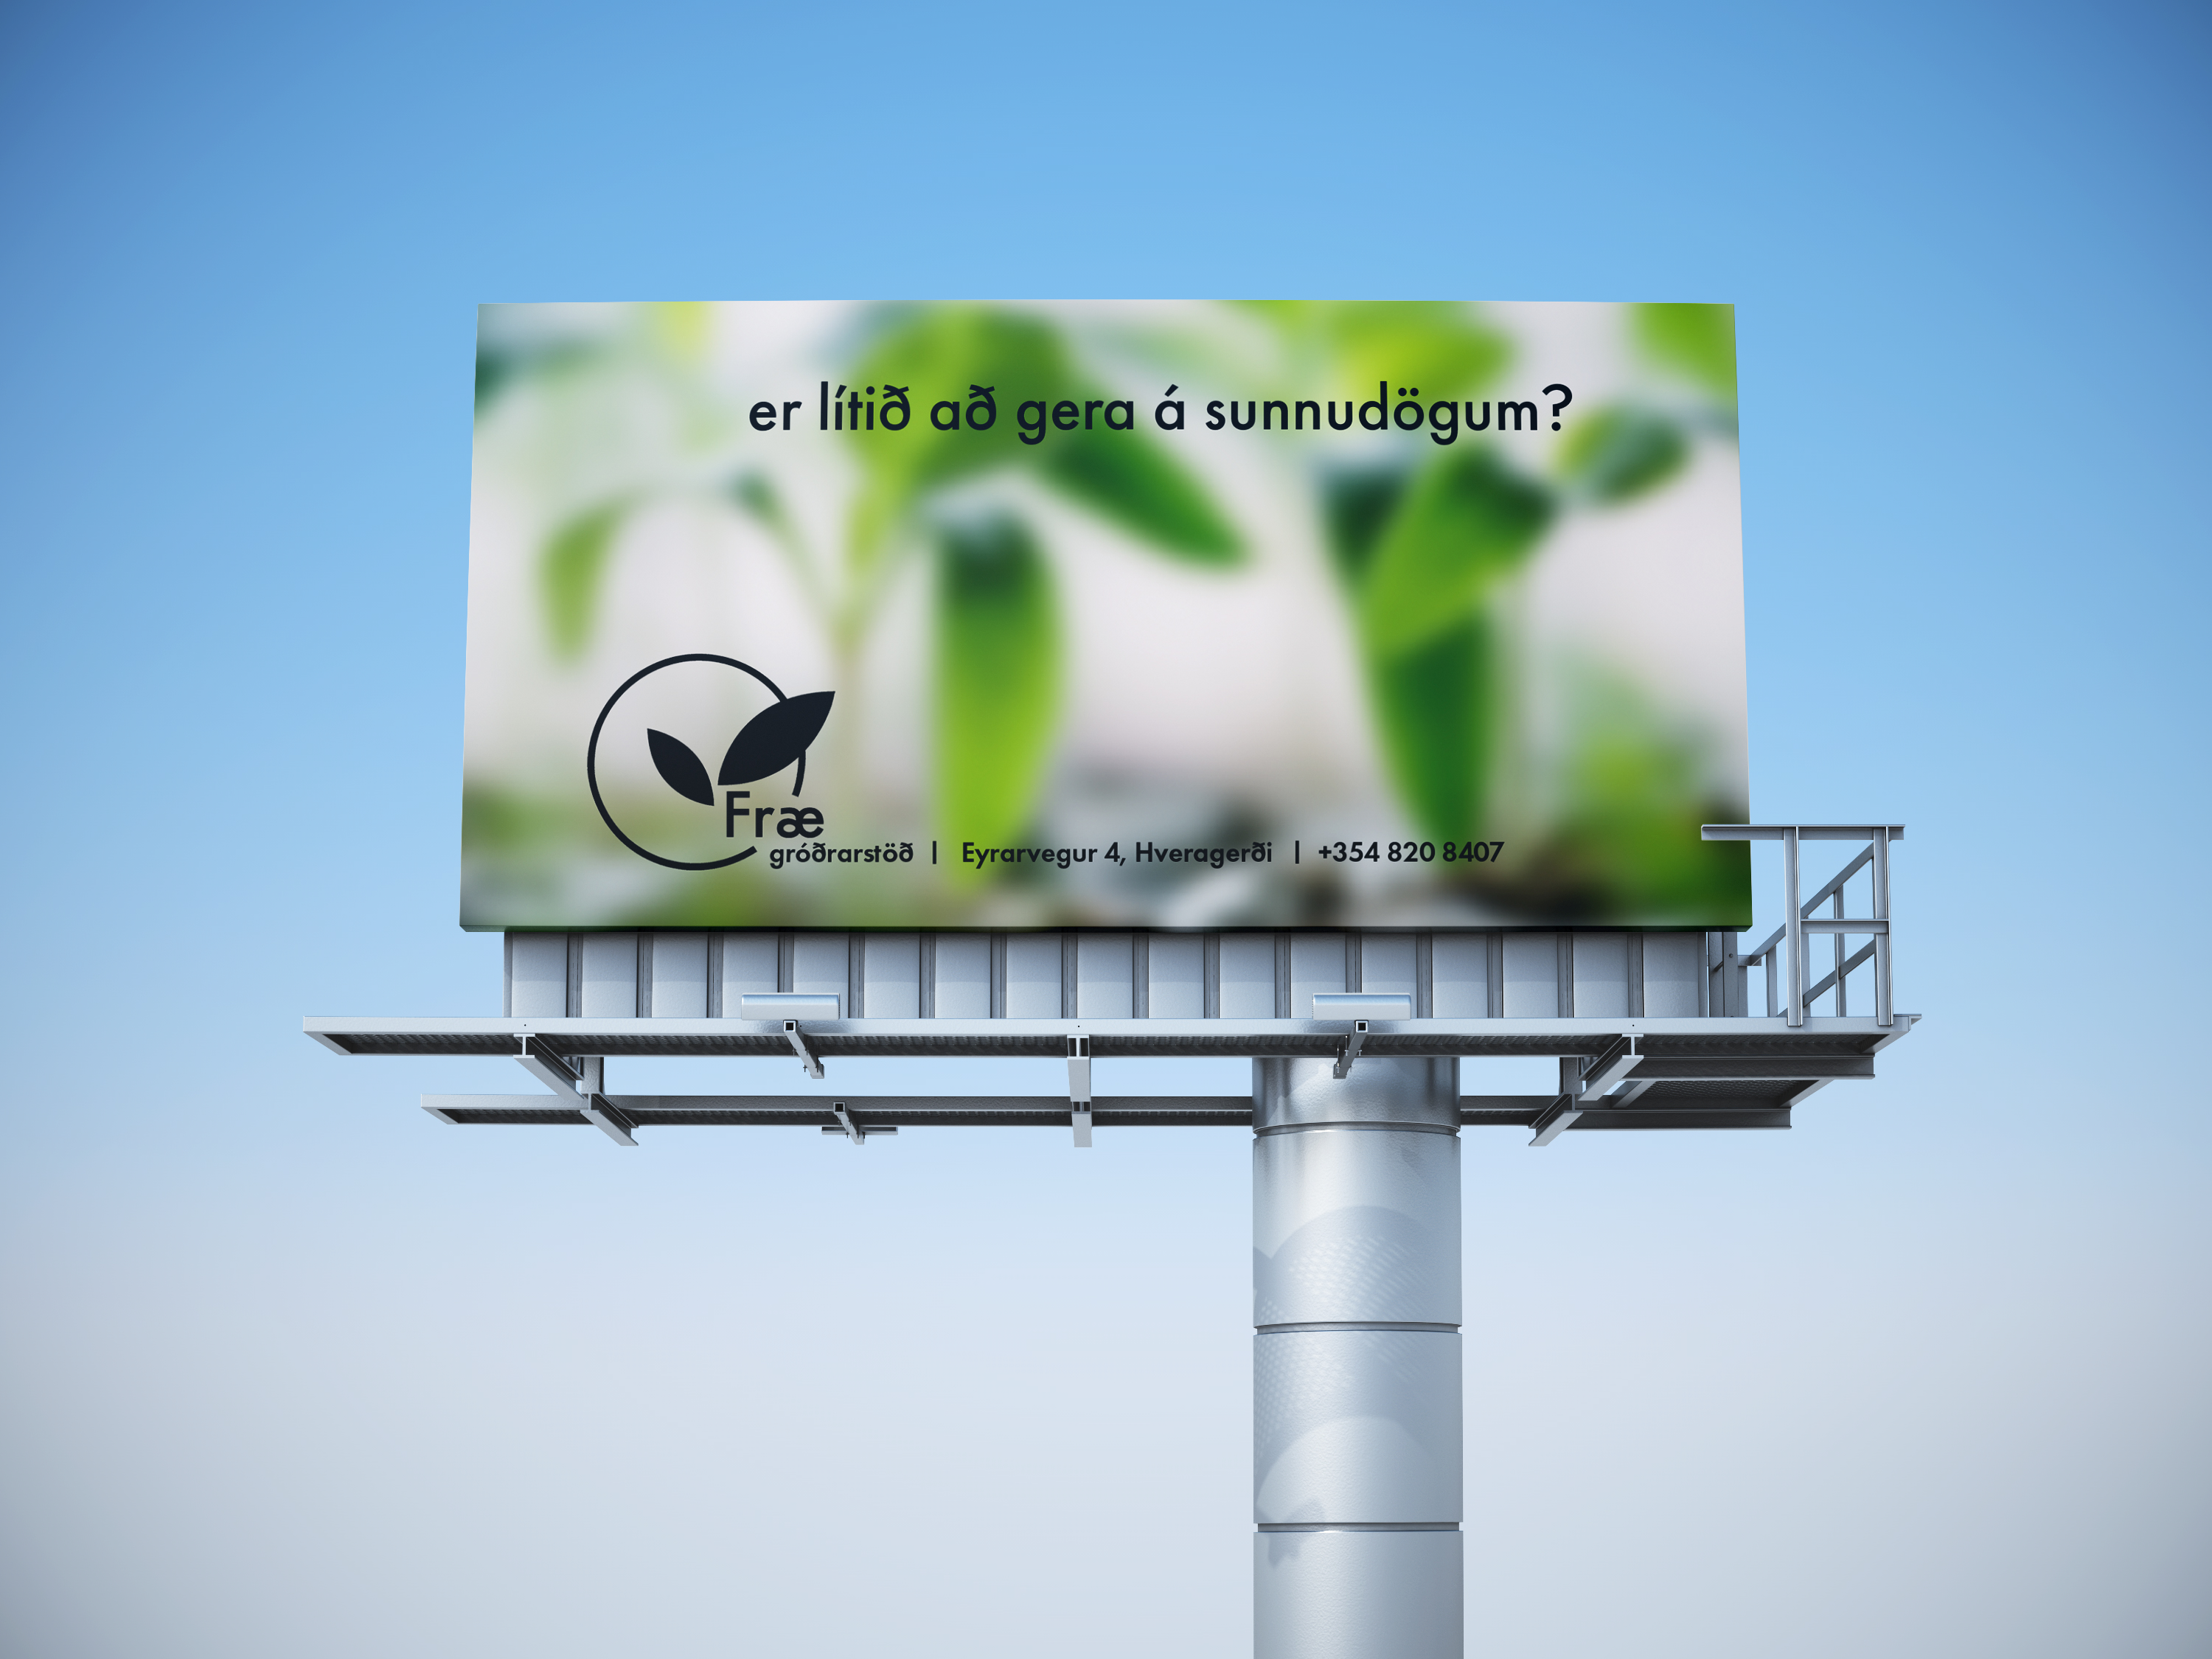 er lítið að gera á sunnudögum?
Fræ
gróðrarstöð | Eyrarvegur 4, Hveragerði | +354 820 8407